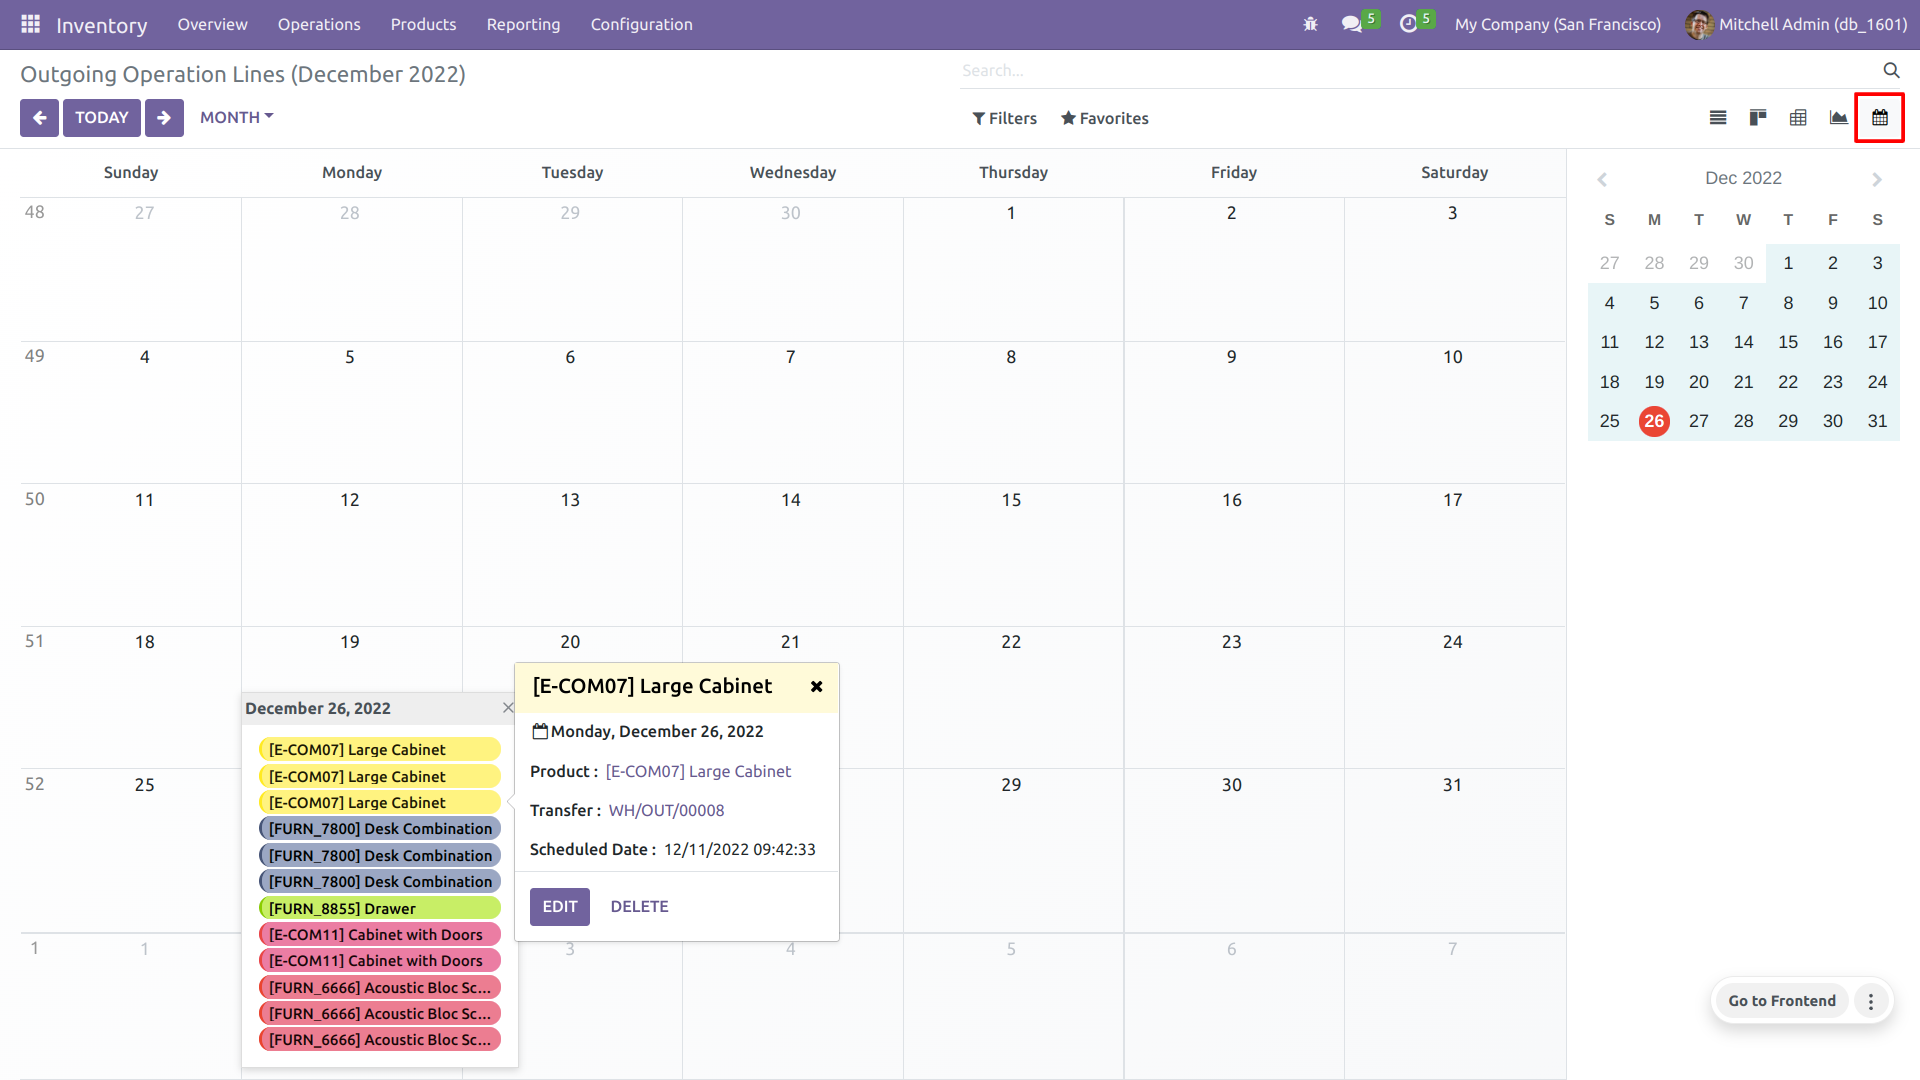 Inventory Overview Operations Products Reporting Configuration 5 5 My Company (San Francisco) Mitchell Admin (db_1601)
Outgoing Operation Lines (December 2022)
Search...
TODAY MONTH
Filters Favorites
Sunday Monday Tuesday Wednesday Thursday Friday Saturday
48 27 28 29 30 1 2 3
49 4 5 6 7 8 9 10
50 11 12 13 14 15 16 17
51 18 19 20 21 22 23 24
52 25 29 30 31
1 1 3 4 5 6 7
December 26, 2022
[E-COM07] Large Cabinet
[E-COM07] Large Cabinet
[E-COM07] Large Cabinet
[FURN_7800] Desk Combination
[FURN_7800] Desk Combination
[FURN_7800] Desk Combination
[FURN_8855] Drawer
[E-COM11] Cabinet with Doors
[E-COM11] Cabinet with Doors
[FURN_6666] Acoustic Bloc Sc...
[FURN_6666] Acoustic Bloc Sc...
[FURN_6666] Acoustic Bloc Sc...
[E-COM07] Large Cabinet
Monday, December 26, 2022
Product : [E-COM07] Large Cabinet
Transfer : WH/OUT/00008
Scheduled Date : 12/11/2022 09:42:33
EDIT DELETE
Dec 2022
S M T W T F S
27 28 29 30 1 2 3
4 5 6 7 8 9 10
11 12 13 14 15 16 17
18 19 20 21 22 23 24
25 26 27 28 29 30 31
Go to Frontend